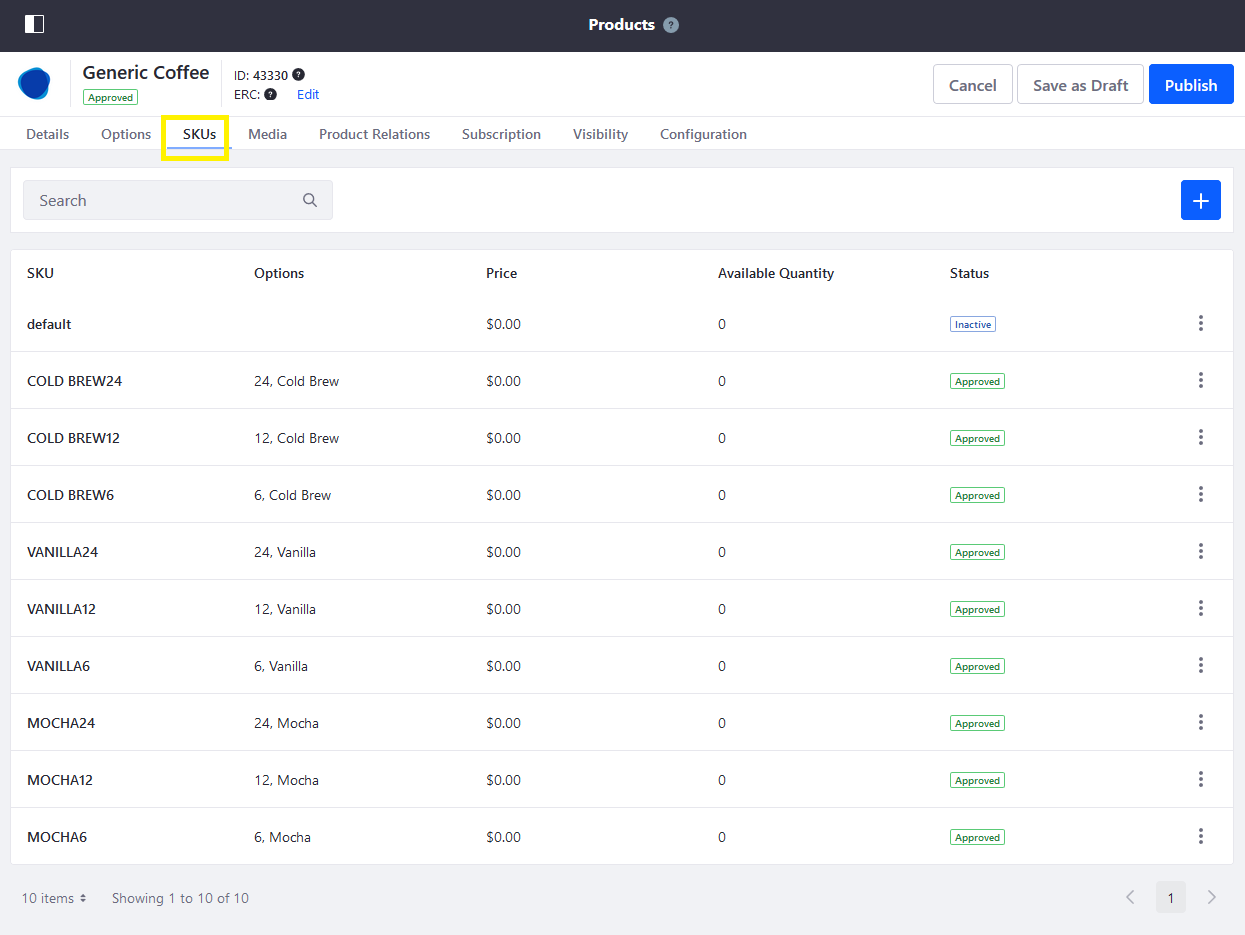 Products ?
Generic Coffee
Approved
ID: 43330 ?
ERC: ? Edit
Cancel
Save as Draft
Publish
Details Options SKUs Media Product Relations Subscription Visibility Configuration
Search
SKU Options Price Available Quantity Status
default $0.00 0 Inactive
COLD BREW24 24, Cold Brew $0.00 0 Approved
COLD BREW12 12, Cold Brew $0.00 0 Approved
COLD BREW6 6, Cold Brew $0.00 0 Approved
VANILLA24 24, Vanilla $0.00 0 Approved
VANILLA12 12, Vanilla $0.00 0 Approved
VANILLA6 6, Vanilla $0.00 0 Approved
MOCHA24 24, Mocha $0.00 0 Approved
MOCHA12 12, Mocha $0.00 0 Approved
MOCHA6 6, Mocha $0.00 0 Approved
10 items Showing 1 to 10 of 10 1